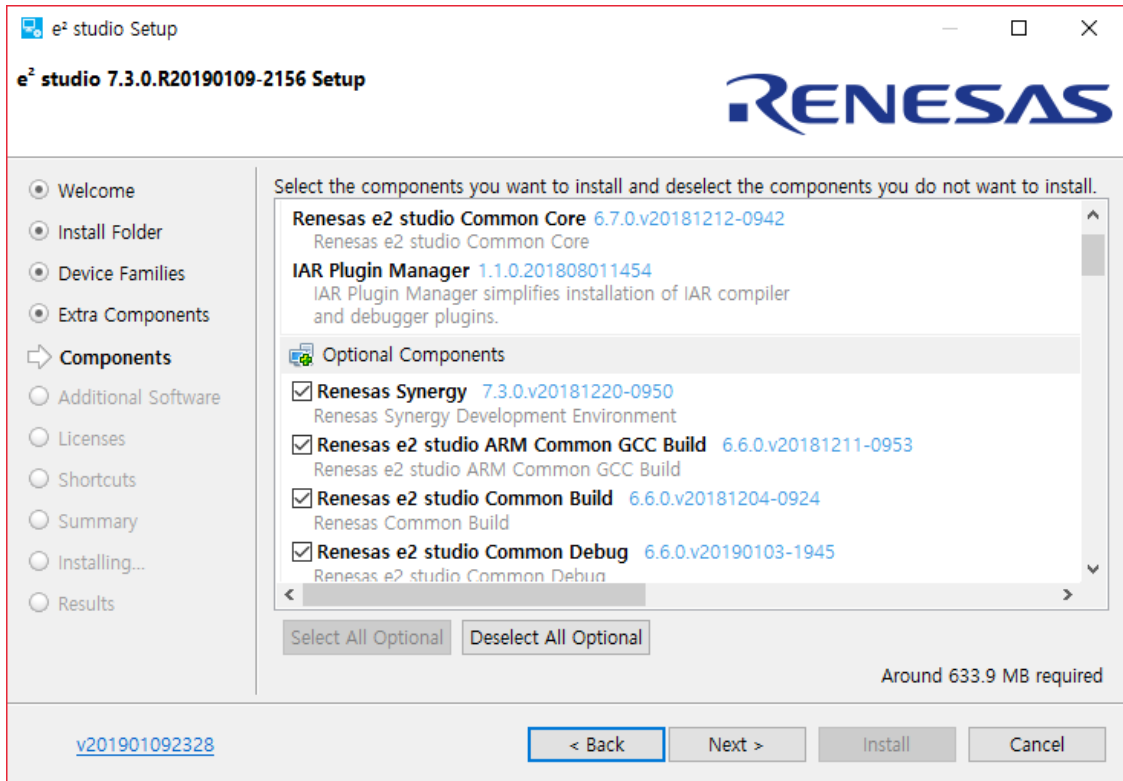 e² studio Setup
e² studio 7.3.0.R20190109-2156 Setup
RENESAS
Welcome
Install Folder
Device Families
Extra Components
Components
Additional Software
Licenses
Shortcuts
Summary
Installing...
Results
Select the components you want to install and deselect the components you do not want to install.
Renesas e2 studio Common Core 6.7.0.v20181212-0942
Renesas e2 studio Common Core
IAR Plugin Manager 1.1.0.201808011454
IAR Plugin Manager simplifies installation of IAR compiler
and debugger plugins.
Optional Components
Renesas Synergy 7.3.0.v20181220-0950
Renesas Synergy Development Environment
Renesas e2 studio ARM Common GCC Build 6.6.0.v20181211-0953
Renesas e2 studio ARM Common GCC Build
Renesas e2 studio Common Build 6.6.0.v20181204-0924
Renesas Common Build
Renesas e2 studio Common Debug 6.6.0.v20190103-1945
Renesas e2 studio Common Debug
Select All Optional Deselect All Optional
Around 633.9 MB required
v201901092328 < Back Next > Install Cancel